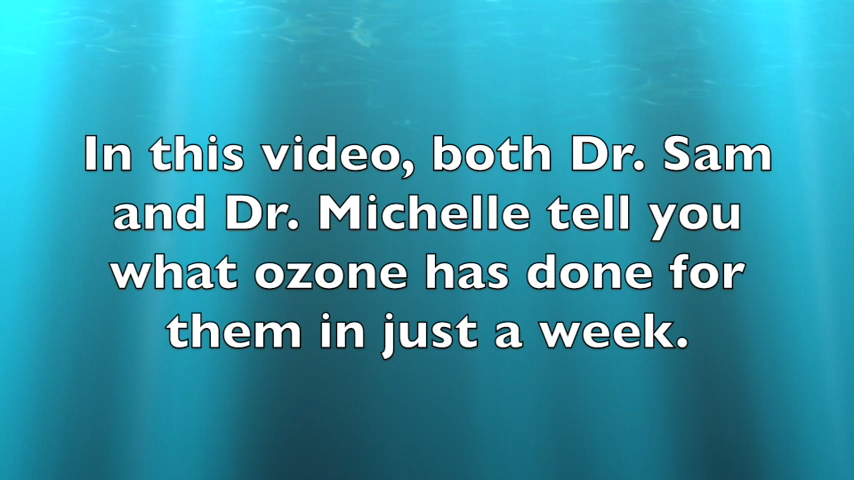 In this video, both Dr. Sam
and Dr. Michelle tell you
what ozone has done for
them in just a week.